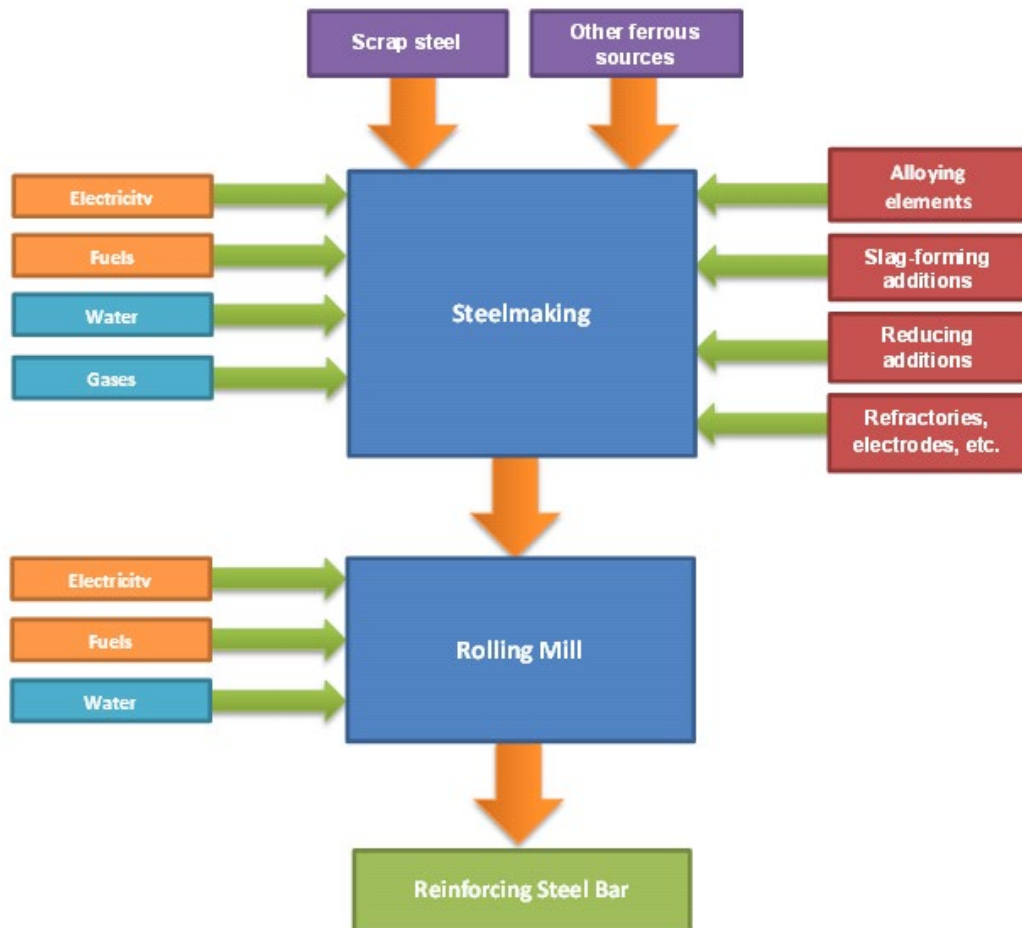 Scrap steel
Other ferrous
sources
Electricity
Fuels
Water
Gases
Steelmaking
Alloying
elements
Slag-forming
additions
Reducing
additions
Refractories,
electrodes, etc.
Electricity
Fuels
Water
Rolling Mill
Reinforcing Steel Bar